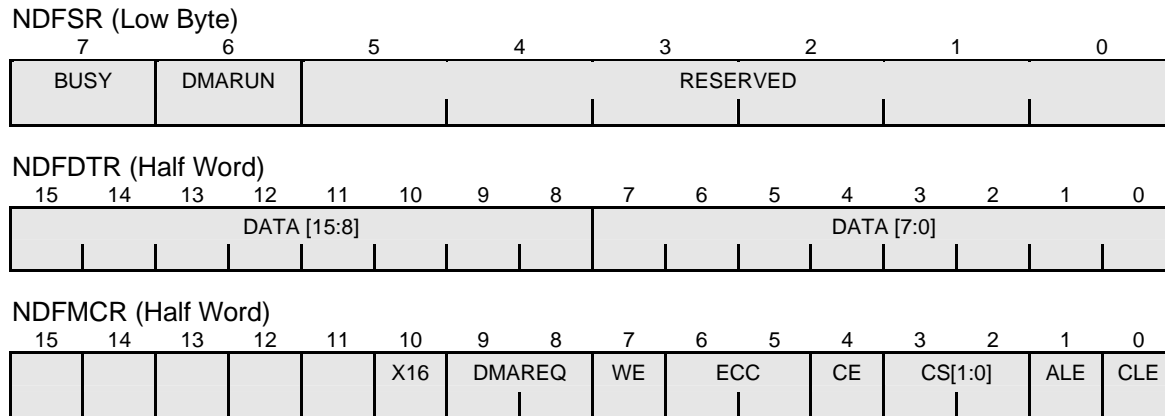 NDFSR (Low Byte)
7 6 5 4 3 2 1 0
BUSY DMARUN RESERVED
NDFDTR (Half Word)
15 14 13 12 11 10 9 8 7 6 5 4 3 2 1 0
DATA [15:8] DATA [7:0]
NDFMCR (Half Word)
15 14 13 12 11 10 9 8 7 6 5 4 3 2 1 0
X16 DMAREQ WE ECC CE CS[1:0] ALE CLE